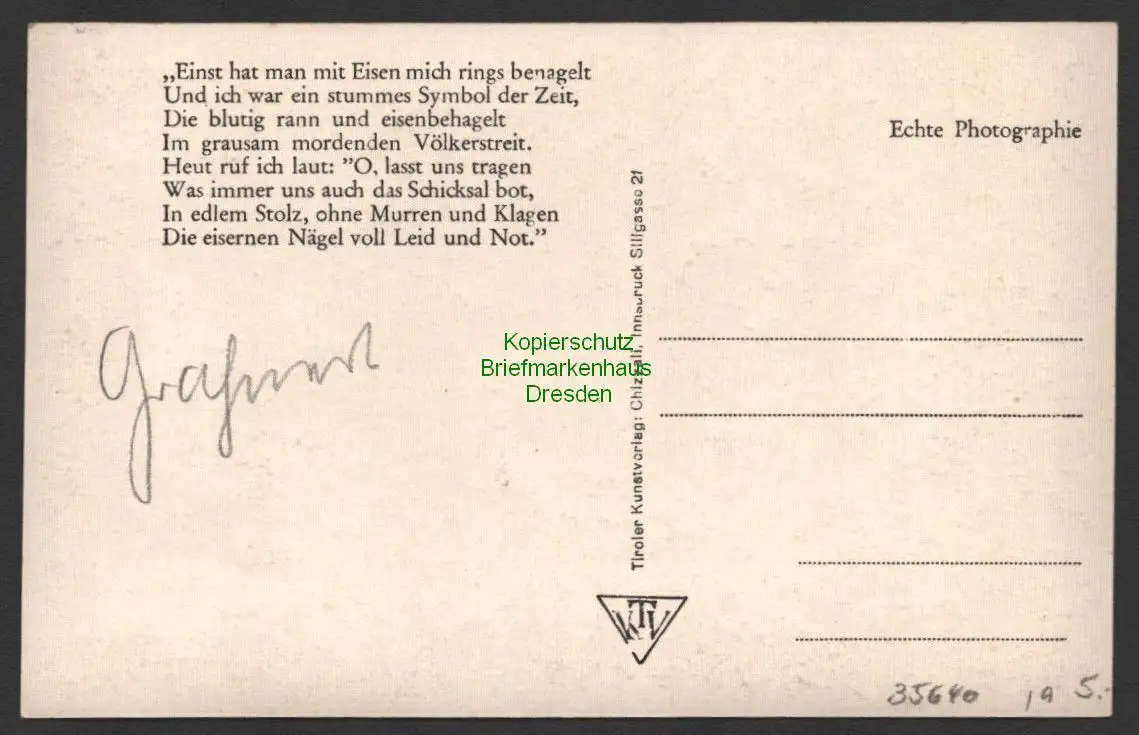 „Einst hat man mit Eisen mich rings benagelt
Und ich war ein stummes Symbol der Zeit,
Die blutig rann und eisenbehagelt
Im grausam mordenden Völkerstreit.
Heut ruf ich laut: ”O, lasst uns tragen
Was immer uns auch das Schicksal bot,
In edlem Stolz, ohne Murren und Klagen
Die eisernen Nägel voll Leid und Not.”
Echte Photographie
Kopierschutz
Briefmarkenhaus
Dresden
Tiroler Kunstverlag: Chizzali, Innsbruck Sillgasse 21
KTV
35640 1a 5.-